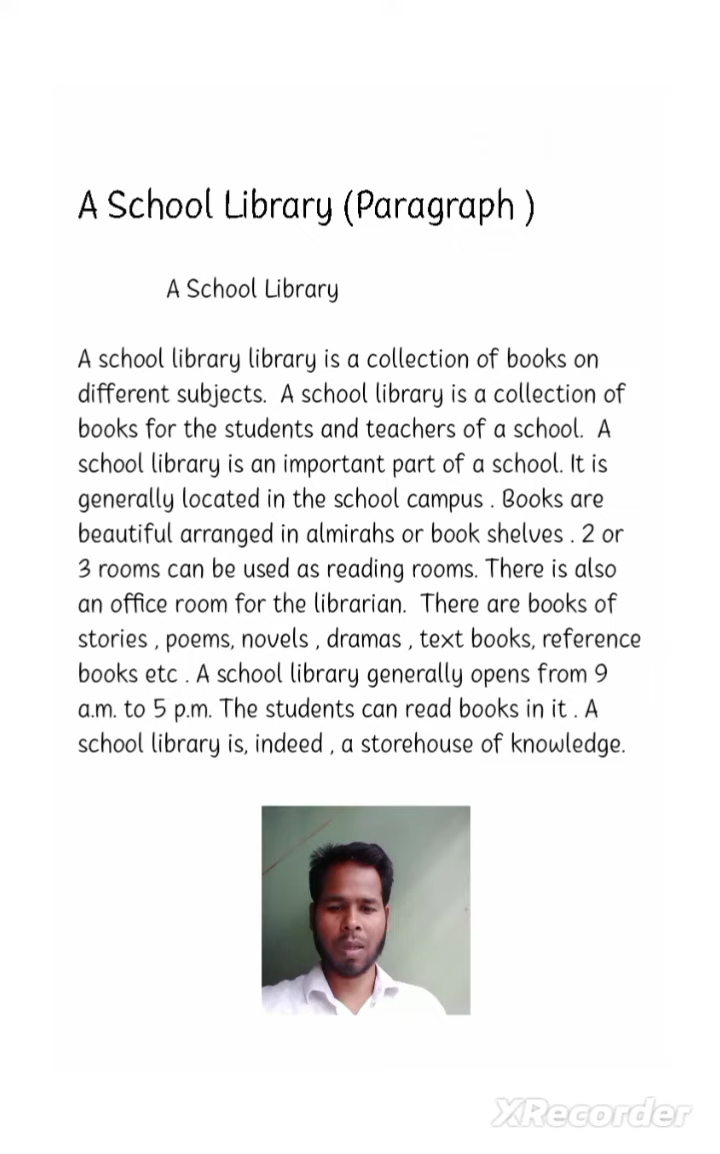 A School Library (Paragraph )
A School Library
A school library library is a collection of books on
different subjects.  A school library is a collection of
books for the students and teachers of a school.  A
school library is an important part of a school. It is
generally located in the school campus . Books are
beautiful arranged in almirahs or book shelves . 2 or
3 rooms can be used as reading rooms. There is also
an office room for the librarian.  There are books of
stories , poems, novels , dramas , text books, reference
books etc . A school library generally opens from 9
a.m. to 5 p.m. The students can read books in it . A
school library is, indeed , a storehouse of knowledge.
XRecorder